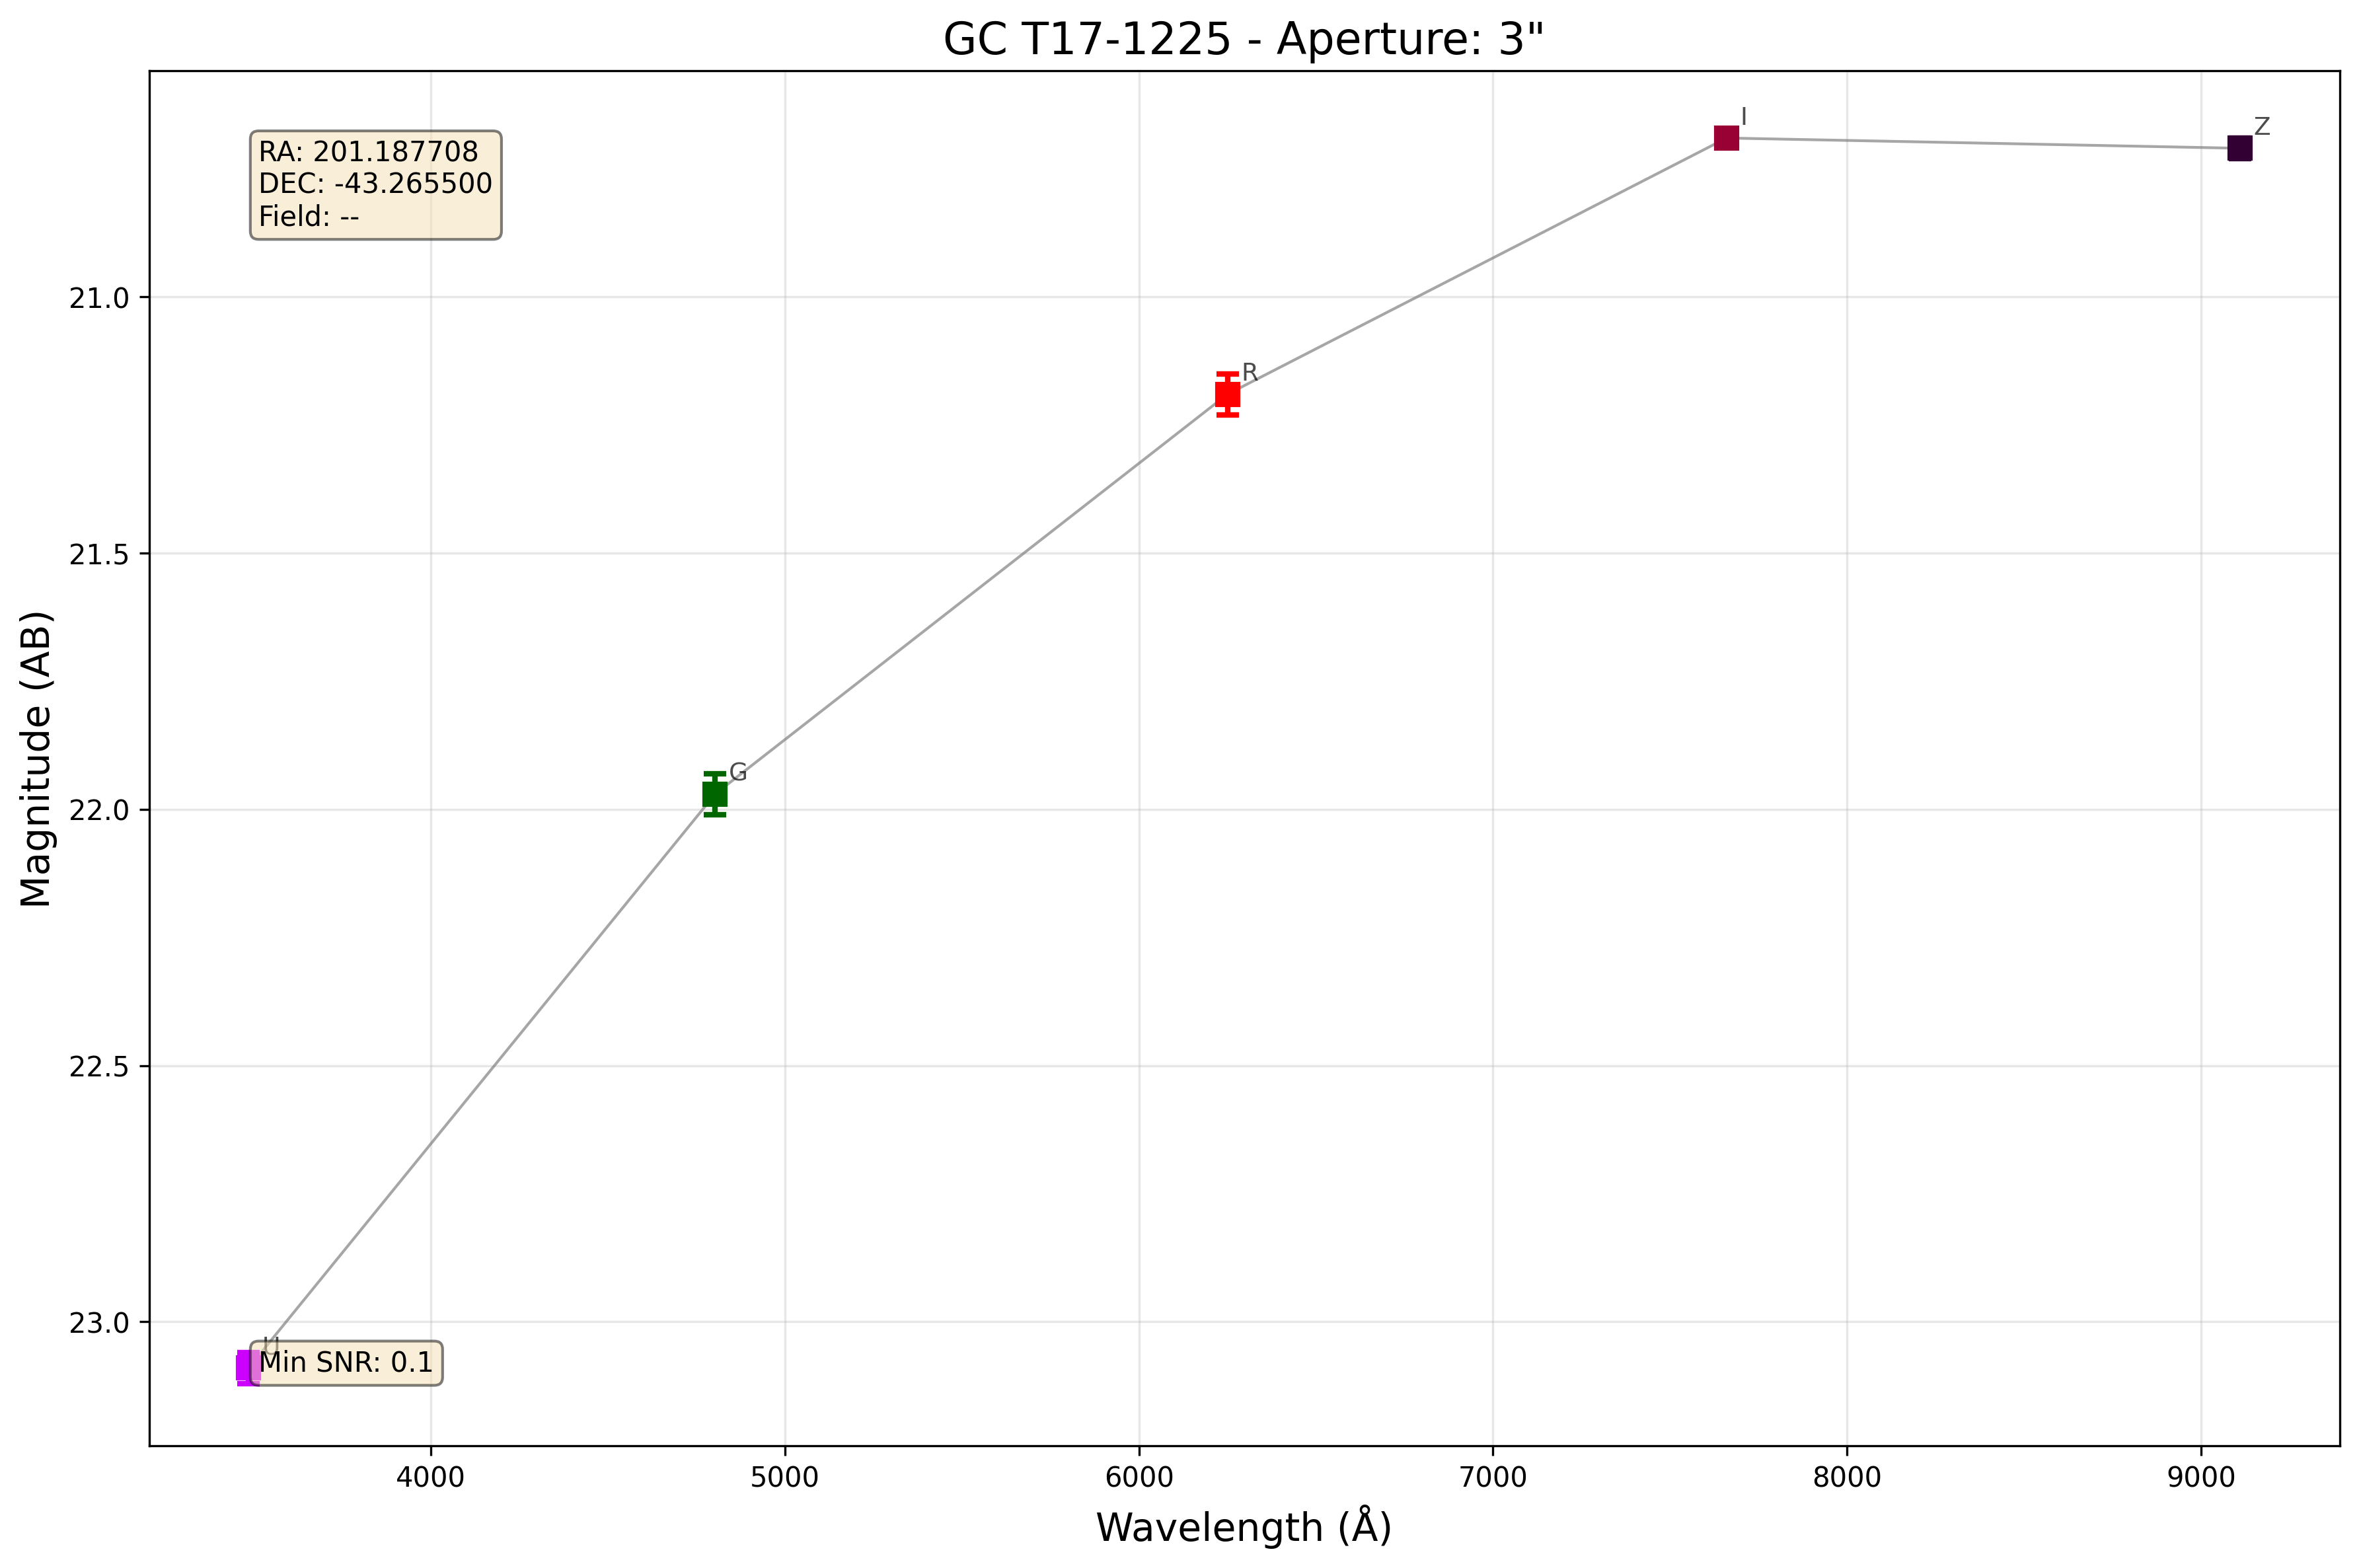 GC T17-1225 - Aperture: 3"
RA: 201.187708
DEC: -43.265500
Field: --
I
Z
R
G
U
Min SNR: 0.1
21.0
21.5
22.0
22.5
23.0
Magnitude (AB)
4000
5000
6000
7000
8000
9000
Wavelength (Å)